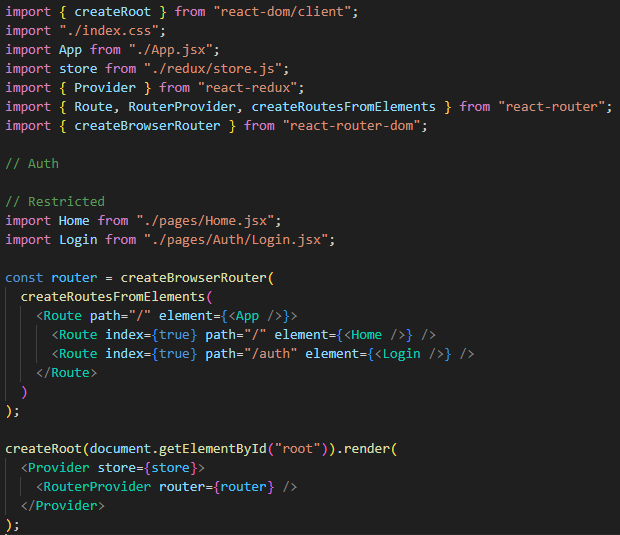 import { createRoot } from "react-dom/client";
import "./index.css";
import App from "./App.jsx";
import store from "./redux/store.js";
import { Provider } from "react-redux";
import { Route, RouterProvider, createRoutesFromElements } from "react-router";
import { createBrowserRouter } from "react-router-dom";

// Auth

// Restricted
import Home from "./pages/Home.jsx";
import Login from "./pages/Auth/Login.jsx";

const router = createBrowserRouter(
  createRoutesFromElements(
    <Route path="/" element={<App />}>
      <Route index={true} path="/" element={<Home />} />
      <Route index={true} path="/auth" element={<Login />} />
    </Route>
  )
);

createRoot(document.getElementById("root")).render(
  <Provider store={store}>
    <RouterProvider router={router} />
  </Provider>
);